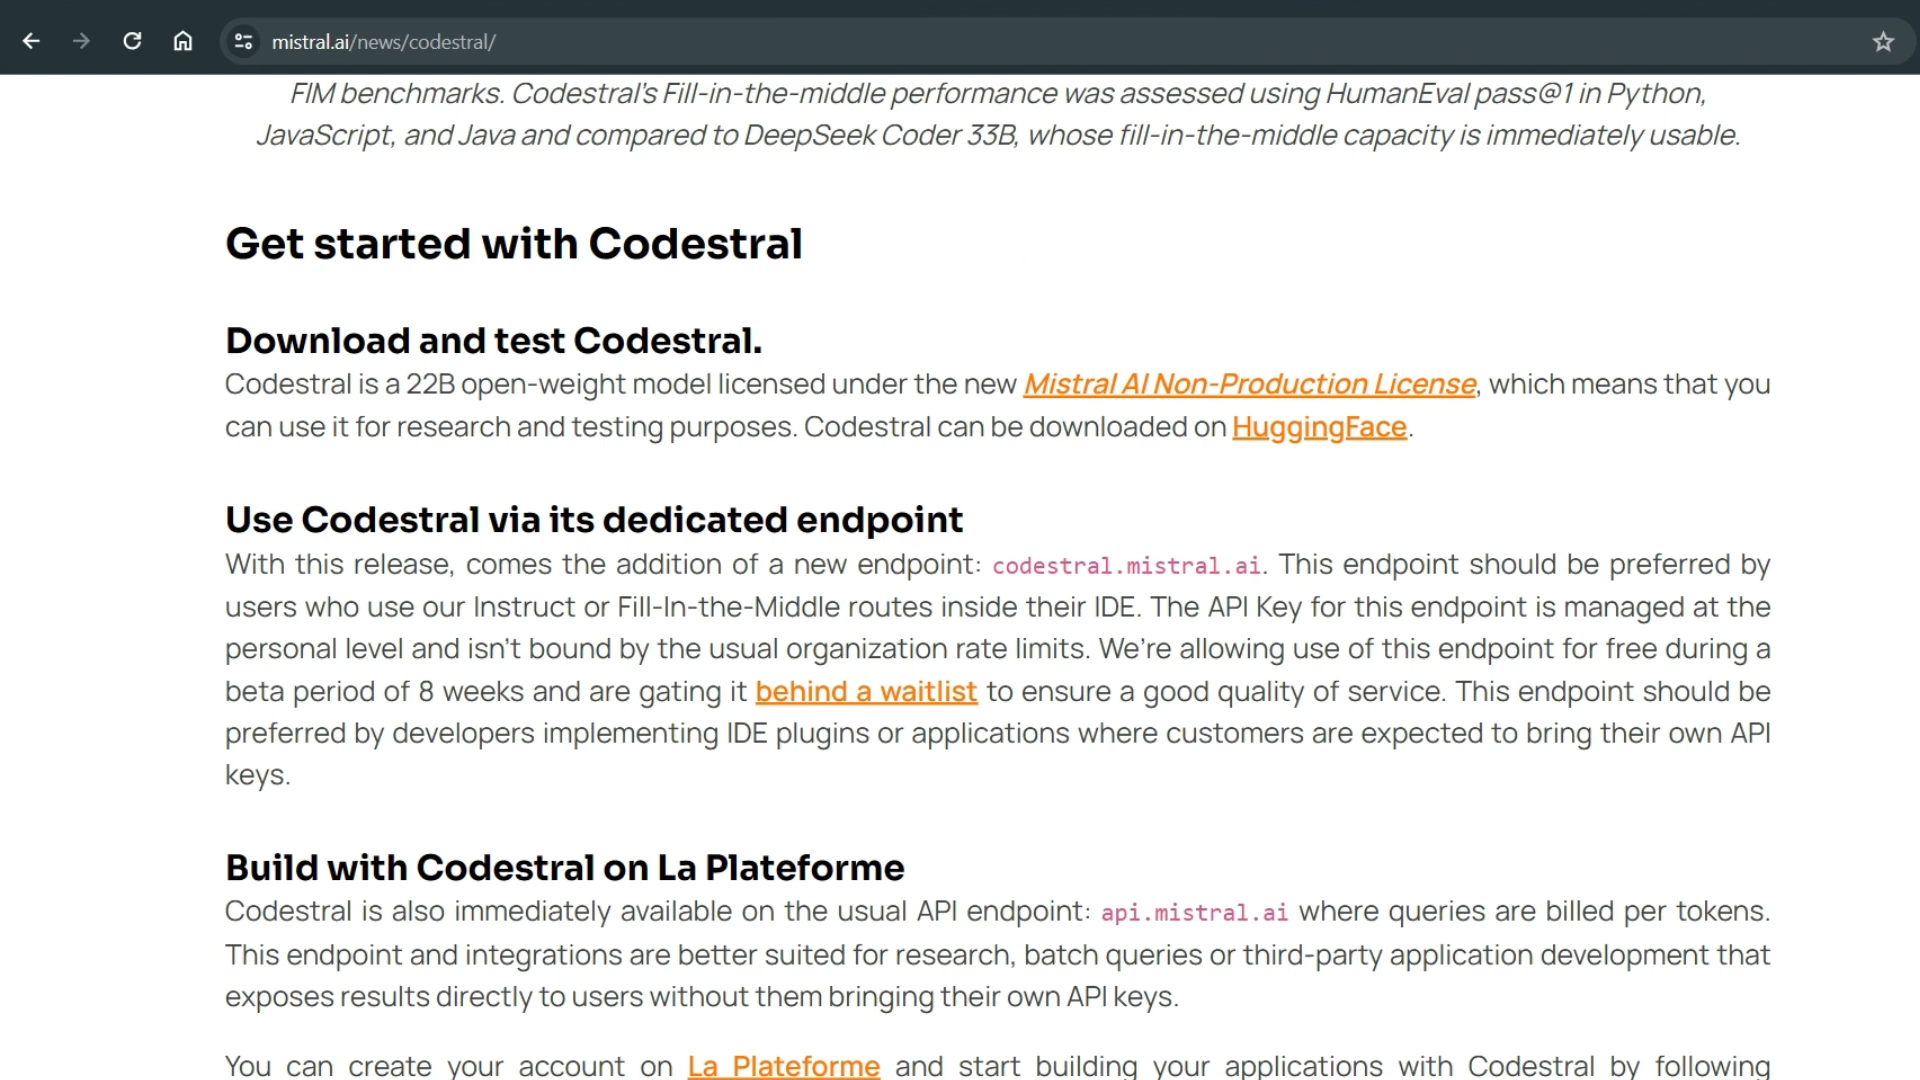 mistral.ai/news/codestral/
FIM benchmarks. Codestral's Fill-in-the-middle performance was assessed using HumanEval pass@1 in Python,
JavaScript, and Java and compared to DeepSeek Coder 33B, whose fill-in-the-middle capacity is immediately usable.
Get started with Codestral
Download and test Codestral.
Codestral is a 22B open-weight model licensed under the new Mistral AI Non-Production License, which means that you
can use it for research and testing purposes. Codestral can be downloaded on HuggingFace.
Use Codestral via its dedicated endpoint
With this release, comes the addition of a new endpoint: codestral.mistral.ai. This endpoint should be preferred by
users who use our Instruct or Fill-In-the-Middle routes inside their IDE. The API Key for this endpoint is managed at the
personal level and isn't bound by the usual organization rate limits. We're allowing use of this endpoint for free during a
beta period of 8 weeks and are gating it behind a waitlist to ensure a good quality of service. This endpoint should be
preferred by developers implementing IDE plugins or applications where customers are expected to bring their own API
keys.
Build with Codestral on La Plateforme
Codestral is also immediately available on the usual API endpoint: api.mistral.ai where queries are billed per tokens.
This endpoint and integrations are better suited for research, batch queries or third-party application development that
exposes results directly to users without them bringing their own API keys.
You can create your account on La Plateforme and start building your applications with Codestral by following